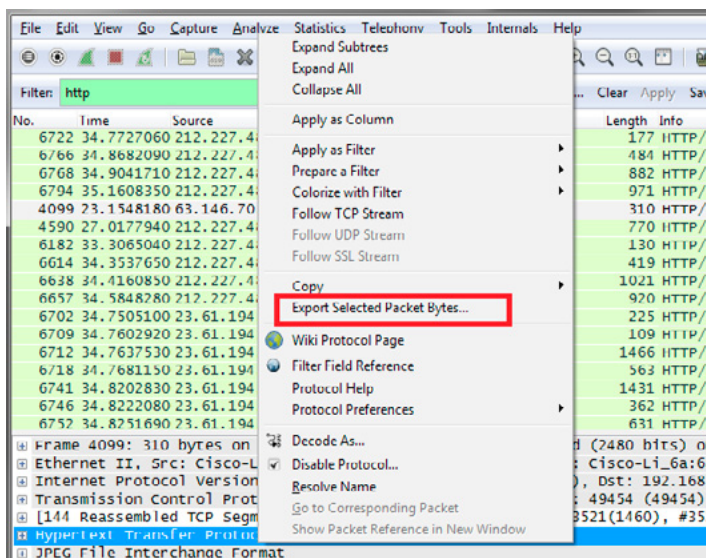 File Edit View Go Capture Analyze Statistics Telephony Tools Internals Help
Filter: http
Clear Apply Sav
No. Time Source
Length Info
6722 34.7727060 212.227.4
177 HTTP/
6766 34.8682090 212.227.4
484 HTTP/
6768 34.9041710 212.227.4
882 HTTP/
6794 35.1608350 212.227.4
971 HTTP/
4099 23.1548180 63.146.70
310 HTTP/
4590 27.0177940 212.227.4
770 HTTP/
6182 33.3065040 212.227.4
130 HTTP/
6614 34.3537650 212.227.4
419 HTTP/
6638 34.4160850 212.227.4
1021 HTTP/
6657 34.5848280 212.227.4
920 HTTP/
6702 34.7505100 23.61.194
225 HTTP/
6709 34.7602920 23.61.194
109 HTTP/
6712 34.7637530 23.61.194
1466 HTTP/
6718 34.7681150 23.61.194
563 HTTP/
6741 34.8202830 23.61.194
1431 HTTP/
6746 34.8222080 23.61.194
362 HTTP/
6752 34.8251690 23.61.194
631 HTTP/
Expand Subtrees
Expand All
Collapse All
Apply as Column
Apply as Filter
Prepare a Filter
Colorize with Filter
Follow TCP Stream
Follow UDP Stream
Follow SSL Stream
Copy
Export Selected Packet Bytes...
Wiki Protocol Page
Filter Field Reference
Protocol Help
Protocol Preferences
Decode As...
Disable Protocol...
Resolve Name
Go to Corresponding Packet
Show Packet Reference in New Window
Frame 4099: 310 bytes on
d (2480 bits) o
Ethernet II, Src: Cisco-L
: Cisco-Li_6a:6
Internet Protocol Version
), Dst: 192.168
Transmission Control Prot
: 49454 (49454)
[144 Reassembled TCP Segm
3521(1460), #35
Hypertext Transfer Protoc
JPEG File Interchange Format